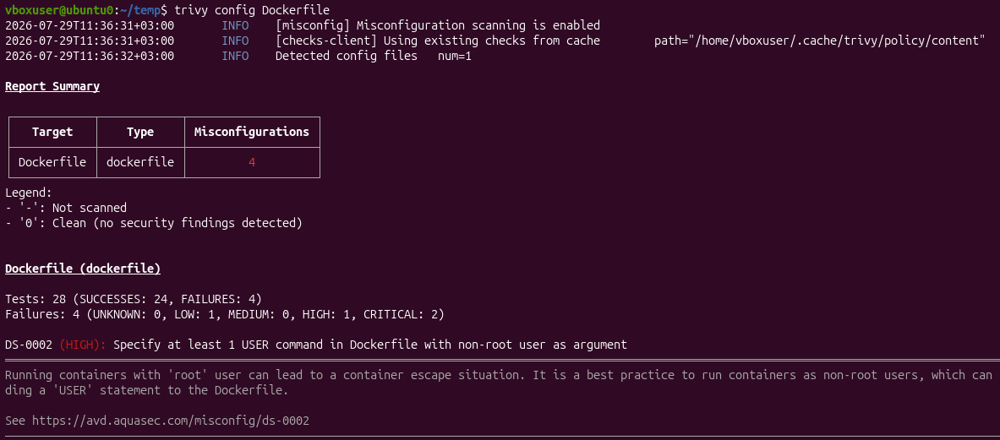 vboxuser@ubuntu0:~/temp$ trivy config Dockerfile
2026-07-29T11:36:31+03:00 INFO [misconfig] Misconfiguration scanning is enabled
2026-07-29T11:36:31+03:00 INFO [checks-client] Using existing checks from cache path="/home/vboxuser/.cache/trivy/policy/content"
2026-07-29T11:36:32+03:00 INFO Detected config files num=1
Report Summary
Target Type Misconfigurations
Dockerfile dockerfile 4
Legend:
- '-': Not scanned
- '0': Clean (no security findings detected)
Dockerfile (dockerfile)
Tests: 28 (SUCCESSES: 24, FAILURES: 4)
Failures: 4 (UNKNOWN: 0, LOW: 1, MEDIUM: 0, HIGH: 1, CRITICAL: 2)
DS-0002 (HIGH): Specify at least 1 USER command in Dockerfile with non-root user as argument
Running containers with 'root' user can lead to a container escape situation. It is a best practice to run containers as non-root users, which can
ding a 'USER' statement to the Dockerfile.
See https://avd.aquasec.com/misconfig/ds-0002